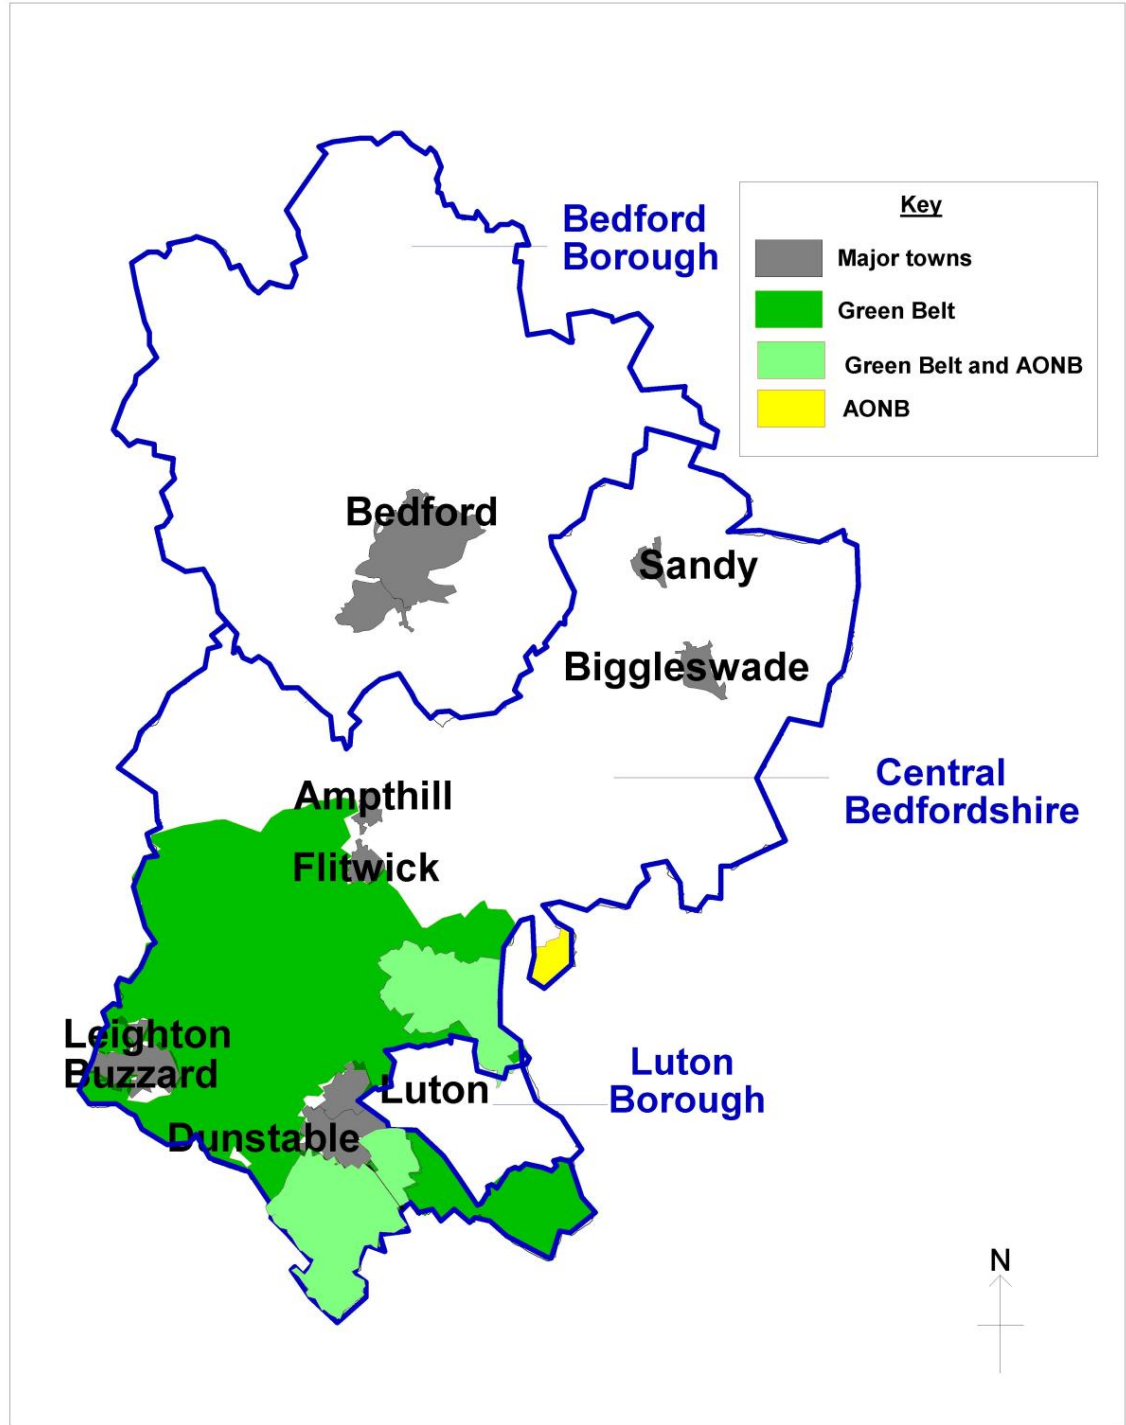 Bedford
Borough
Key
Major towns
Green Belt
Green Belt and AONB
AONB
Bedford
Sandy
Biggleswade
Central
Bedfordshire
Ampthill
Flitwick
Leighton
Buzzard
Luton
Luton
Borough
Dunstable
N